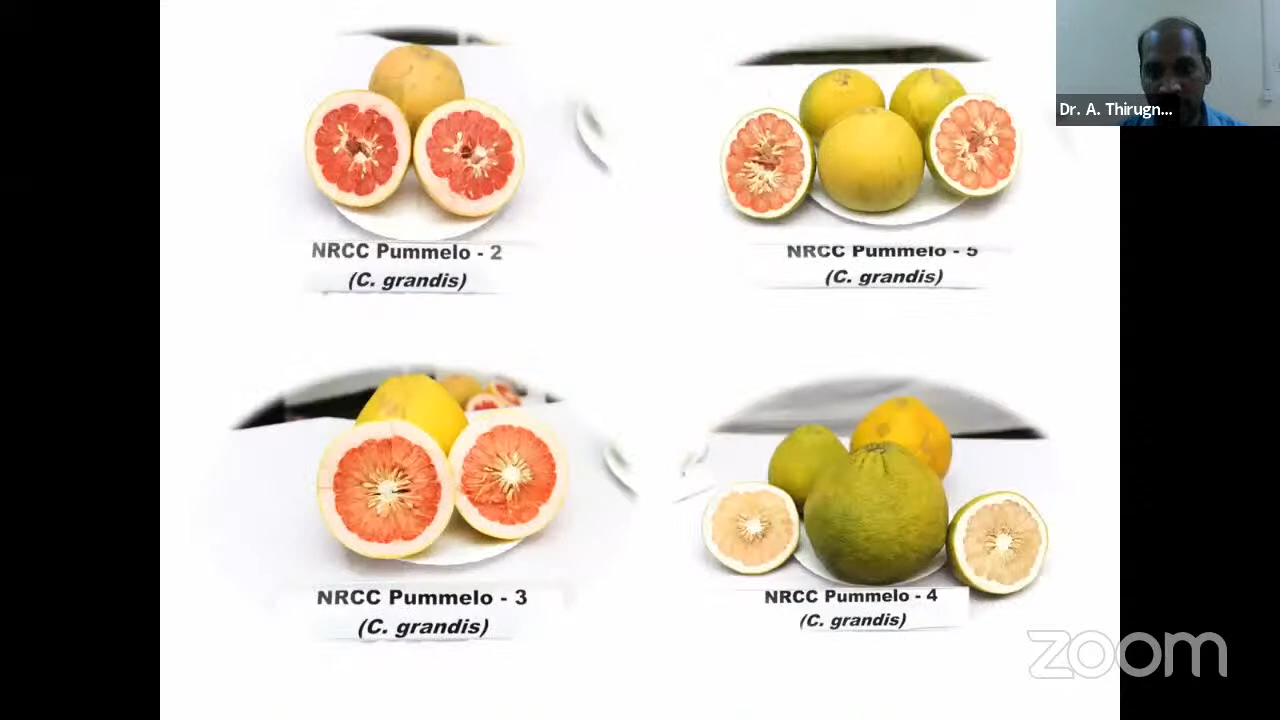 Dr. A. Thirugn...
NRCC Pummelo - 2
(C. grandis)
NRCC Pummelo - 5
(C. grandis)
NRCC Pummelo - 3
(C. grandis)
NRCC Pummelo - 4
(C. grandis)
zoom